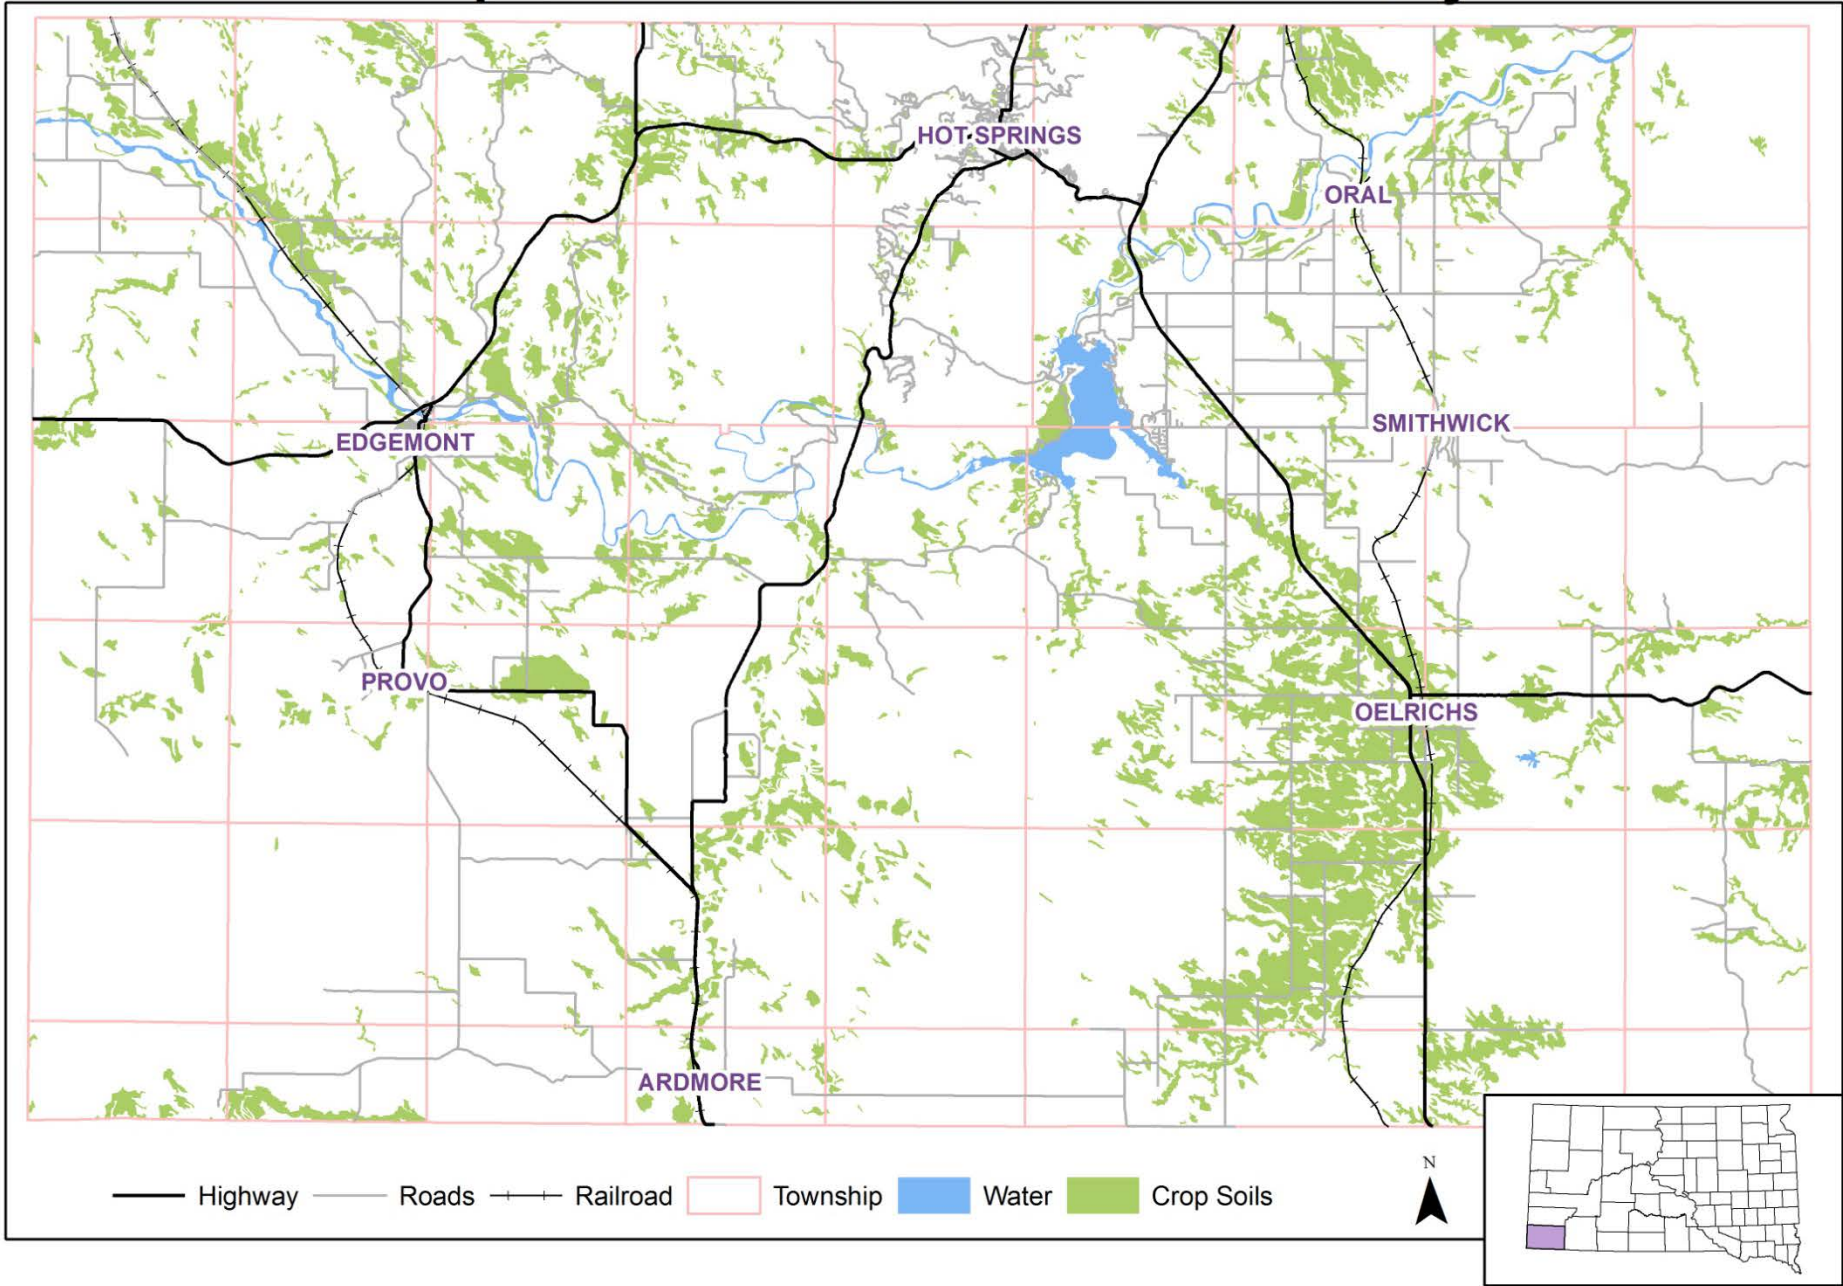 HOT SPRINGS
ORAL
SMITHWICK
EDGEMONT
PROVO
OELRICHS
ARDMORE
N
Highway Roads Railroad Township Water Crop Soils